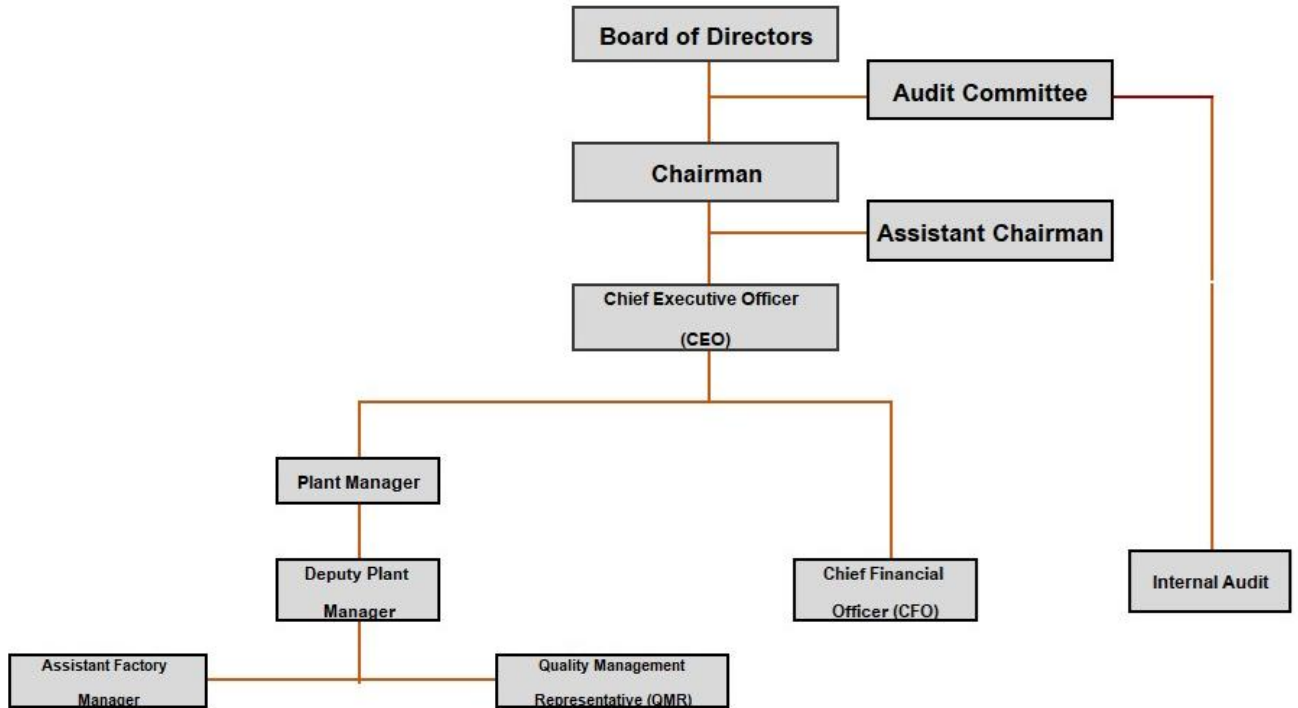 Board of Directors
Audit Committee
Chairman
Assistant Chairman
Chief Executive Officer
(CEO)
Plant Manager
Deputy Plant
Manager
Chief Financial
Officer (CFO)
Internal Audit
Assistant Factory
Manager
Quality Management
Representative (QMR)